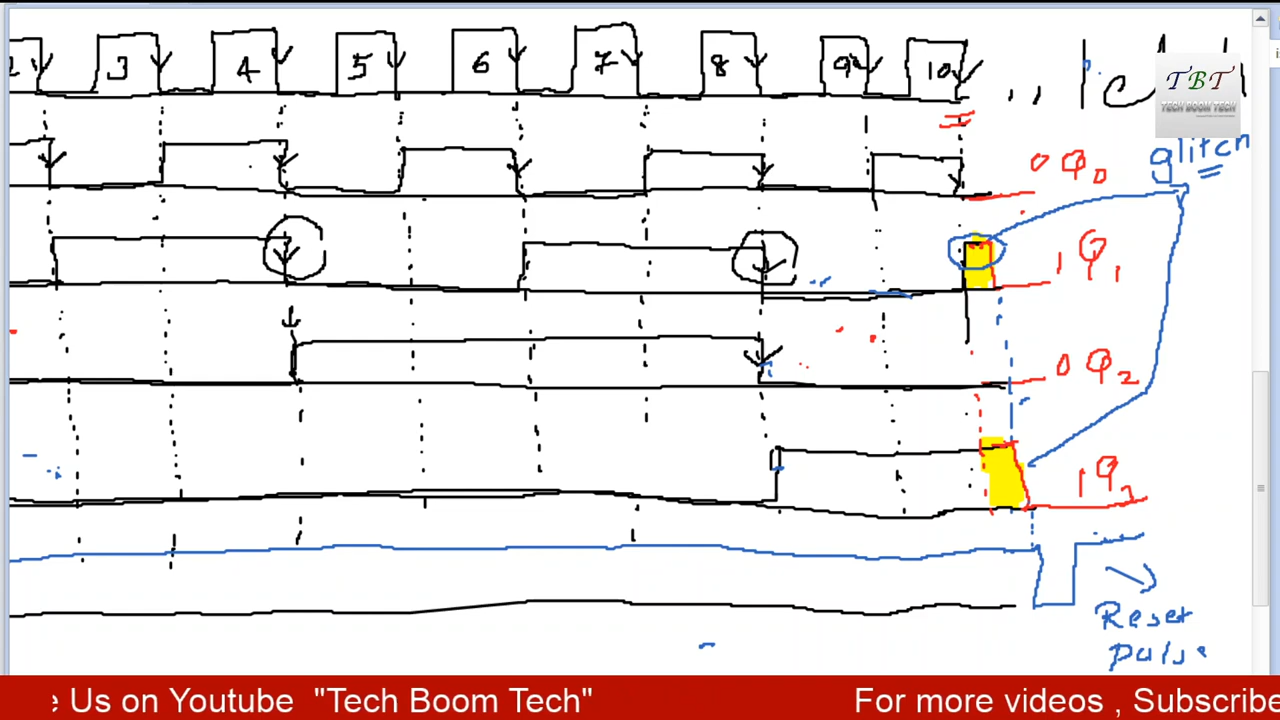 2 3 4 5 6 7 8 9 10 ..
TBT
TECH BOOM TECH
glitch
0 Q0
1 Q1
0 Q2
1 Q3
Reset
pulse
e Us on Youtube "Tech Boom Tech" For more videos , Subscribe